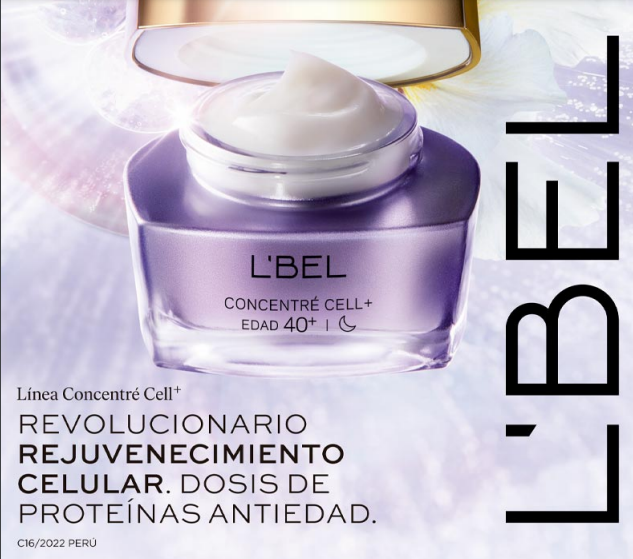 L'BEL
CONCENTRÉ CELL+
EDAD 40+ |
L'BEL
Línea Concentré Cell+
REVOLUCIONARIO
REJUVENECIMIENTO
CELULAR. DOSIS DE
PROTEÍNAS ANTIEDAD.
C16/2022 PERÚ